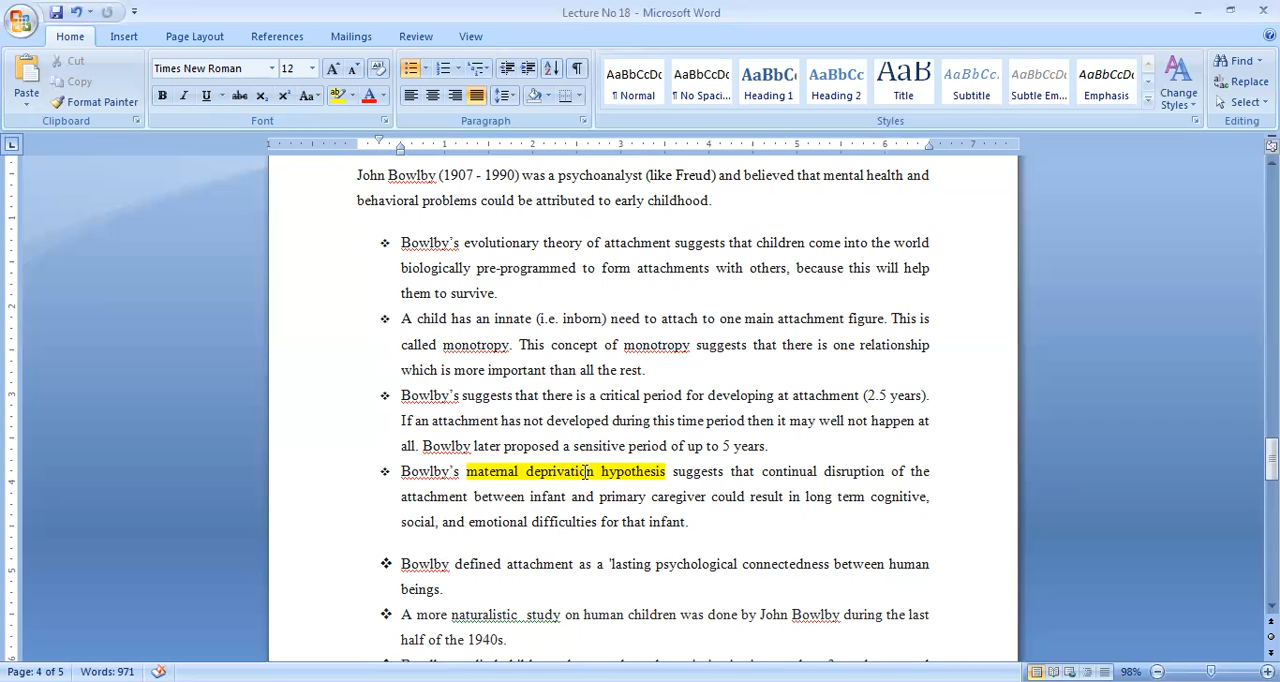 Lecture No 18 - Microsoft Word
Home Insert Page Layout References Mailings Review View
Paste Cut Copy Format Painter
Times New Roman 12
AaBbCcDc AaBbCcDc AaBbCc AaBbCc AaB AaBbCc. AaBbCcDc AaBbCcDc
¶ Normal ¶ No Spaci... Heading 1 Heading 2 Title Subtitle Subtle Em... Emphasis
Change Styles
Find Replace Select
Clipboard Font Paragraph Styles Editing
1 1 2 3 4 5 6 7
John Bowlby (1907 - 1990) was a psychoanalyst (like Freud) and believed that mental health and
behavioral problems could be attributed to early childhood.
❖ Bowlby's evolutionary theory of attachment suggests that children come into the world
biologically pre-programmed to form attachments with others, because this will help
them to survive.
❖ A child has an innate (i.e. inborn) need to attach to one main attachment figure. This is
called monotropy. This concept of monotropy suggests that there is one relationship
which is more important than all the rest.
❖ Bowlby's suggests that there is a critical period for developing at attachment (2.5 years).
If an attachment has not developed during this time period then it may well not happen at
all. Bowlby later proposed a sensitive period of up to 5 years.
❖ Bowlby's maternal deprivation hypothesis suggests that continual disruption of the
attachment between infant and primary caregiver could result in long term cognitive,
social, and emotional difficulties for that infant.
❖ Bowlby defined attachment as a 'lasting psychological connectedness between human
beings.
❖ A more naturalistic study on human children was done by John Bowlby during the last
half of the 1940s.
Page: 4 of 5 Words: 971 98%